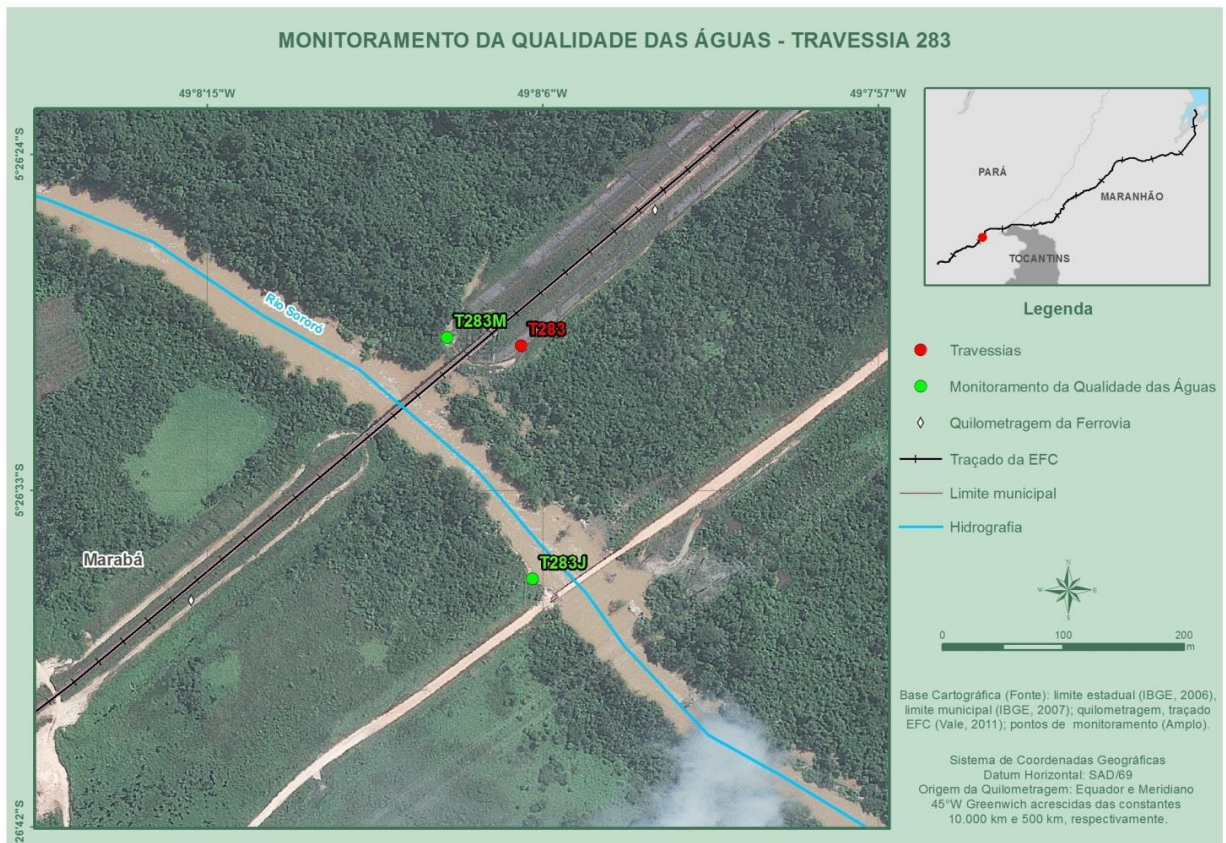 MONITORAMENTO DA QUALIDADE DAS ÁGUAS - TRAVESSIA 283
49°8'15"W
49°8'6"W
49°7'57"W
5°26'24"S
5°26'33"S
26'42"S
Rio Sororó
T283M
T283
T283J
Marabá
PARÁ
MARANHÃO
TOCANTINS
Legenda
Travessias
Monitoramento da Qualidade das Águas
Quilometragem da Ferrovia
Traçado da EFC
Limite municipal
Hidrografia
N
W E
S
0 100 200
m
Base Cartográfica (Fonte): limite estadual (IBGE, 2006),
limite municipal (IBGE, 2007); quilometragem, traçado
EFC (Vale, 2011); pontos de monitoramento (Amplo).
Sistema de Coordenadas Geográficas
Datum Horizontal: SAD/69
Origem da Quilometragem: Equador e Meridiano
45°W Greenwich acrescidas das constantes
10.000 km e 500 km, respectivamente.